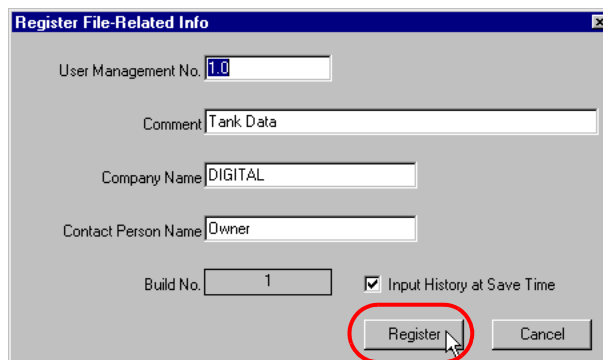 Register File-Related Info
User Management No. 1.0
Comment Tank Data
Company Name DIGITAL
Contact Person Name Owner
Build No. 1 Input History at Save Time
Register Cancel